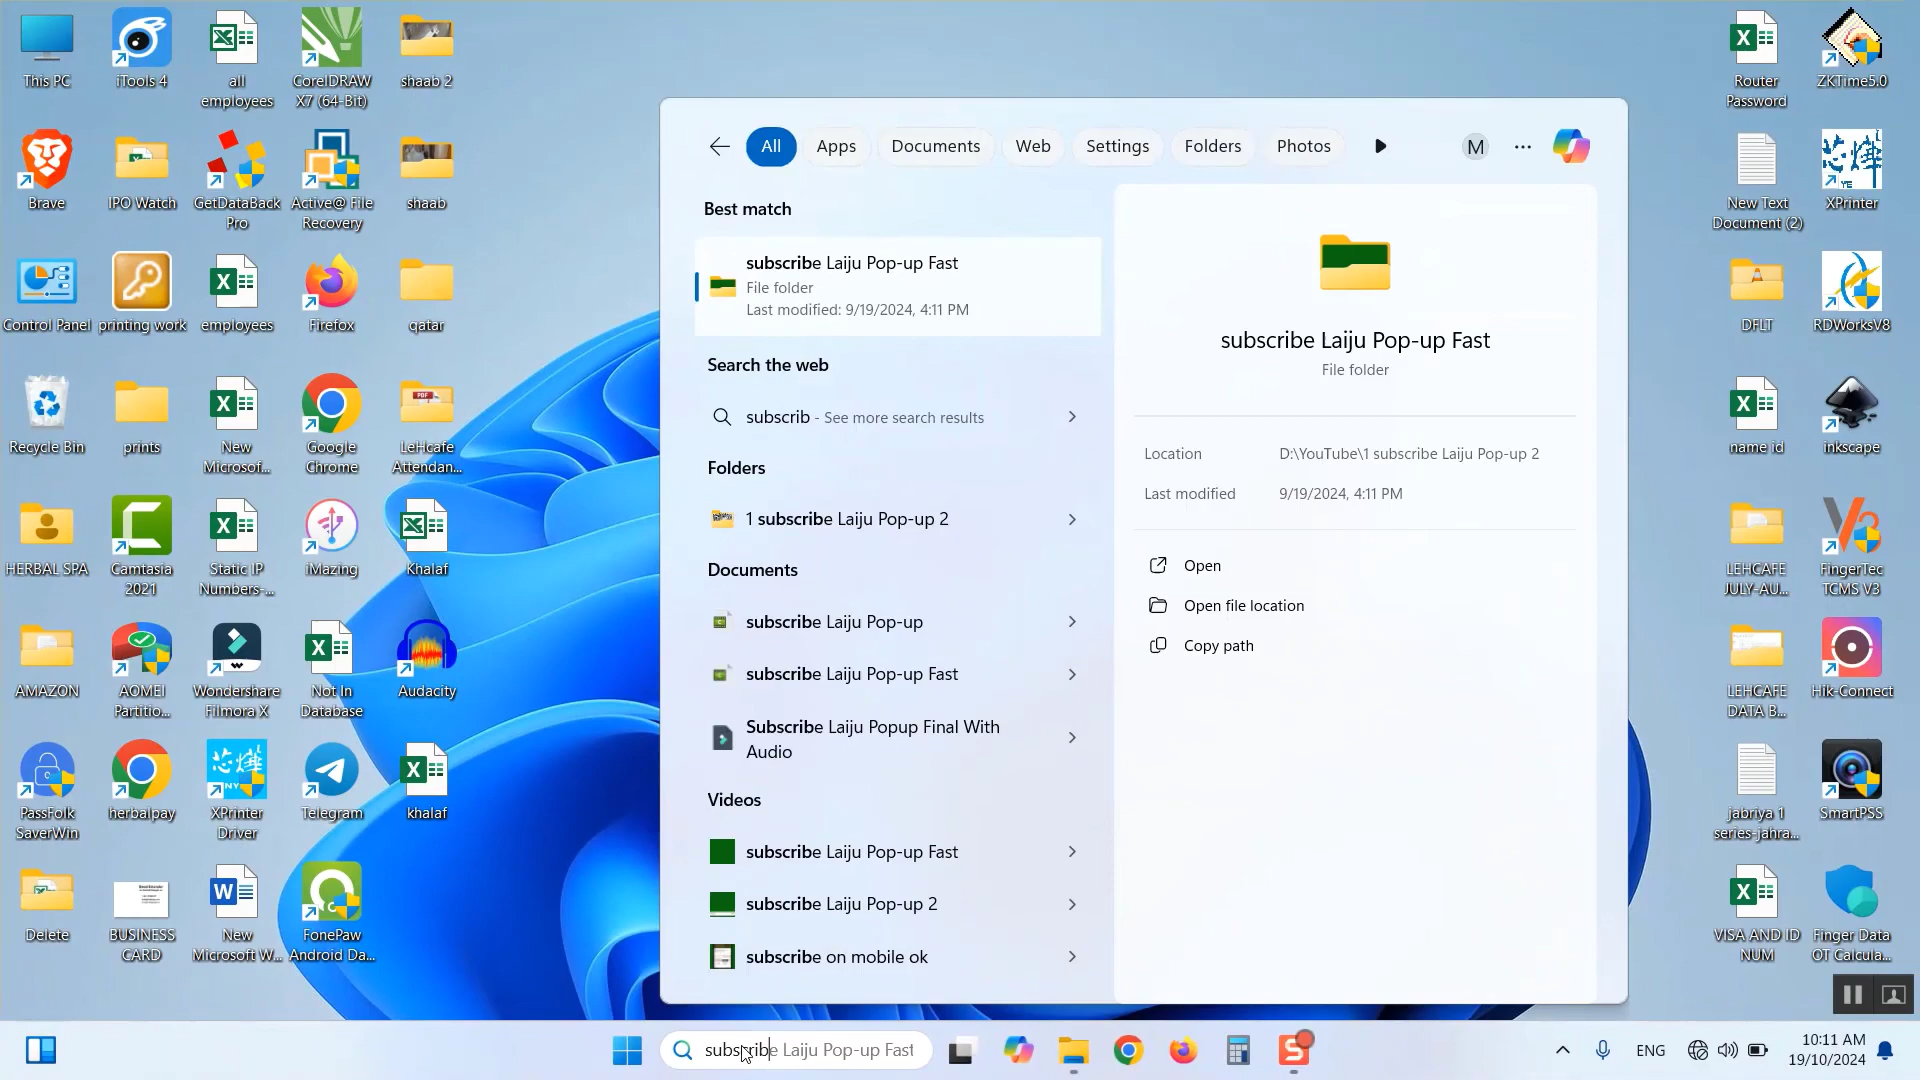 This PC
iTools 4
all
employees
CorelDRAW
X7 (64-Bit)
shaab 2
Brave
IPO Watch
GetDataBack
Pro
Active@ File
Recovery
shaab
Control Panel
printing work
employees
Firefox
qatar
Recycle Bin
prints
New
Microsof...
Google
Chrome
LeHcafe
Attendan...
HERBAL SPA
Camtasia
2021
Static IP
Numbers-...
iMazing
Khalaf
AMAZON
AOMEI
Partitio...
Wondershare
Filmora X
Not In
Database
Audacity
PassFolk
SaverWin
herbalpay
XPrinter
Driver
Telegram
khalaf
Delete
BUSINESS
CARD
New
Microsoft W...
FonePaw
Android Da...
All
Apps
Documents
Web
Settings
Folders
Photos
M
Best match
subscribe Laiju Pop-up Fast
File folder
Last modified: 9/19/2024, 4:11 PM
Search the web
subscrib - See more search results
Folders
1 subscribe Laiju Pop-up 2
Documents
subscribe Laiju Pop-up
subscribe Laiju Pop-up Fast
Subscribe Laiju Popup Final With
Audio
Videos
subscribe Laiju Pop-up Fast
subscribe Laiju Pop-up 2
subscribe on mobile ok
subscribe Laiju Pop-up Fast
File folder
Location D:\YouTube\1 subscribe Laiju Pop-up 2
Last modified 9/19/2024, 4:11 PM
Open
Open file location
Copy path
Router
Password
ZKTime5.0
New Text
Document (2)
XPrinter
DFLT
RDWorksV8
name id
inkscape
LEHCAFE
JULY-AU...
FingerTec
TCMS V3
LEHCAFE
DATA B...
Hik-Connect
jabriya 1
series-jahra...
SmartPSS
VISA AND ID
NUM
Finger Data
OT Calcula...
subscribe Laiju Pop-up Fast
ENG
10:11 AM
19/10/2024